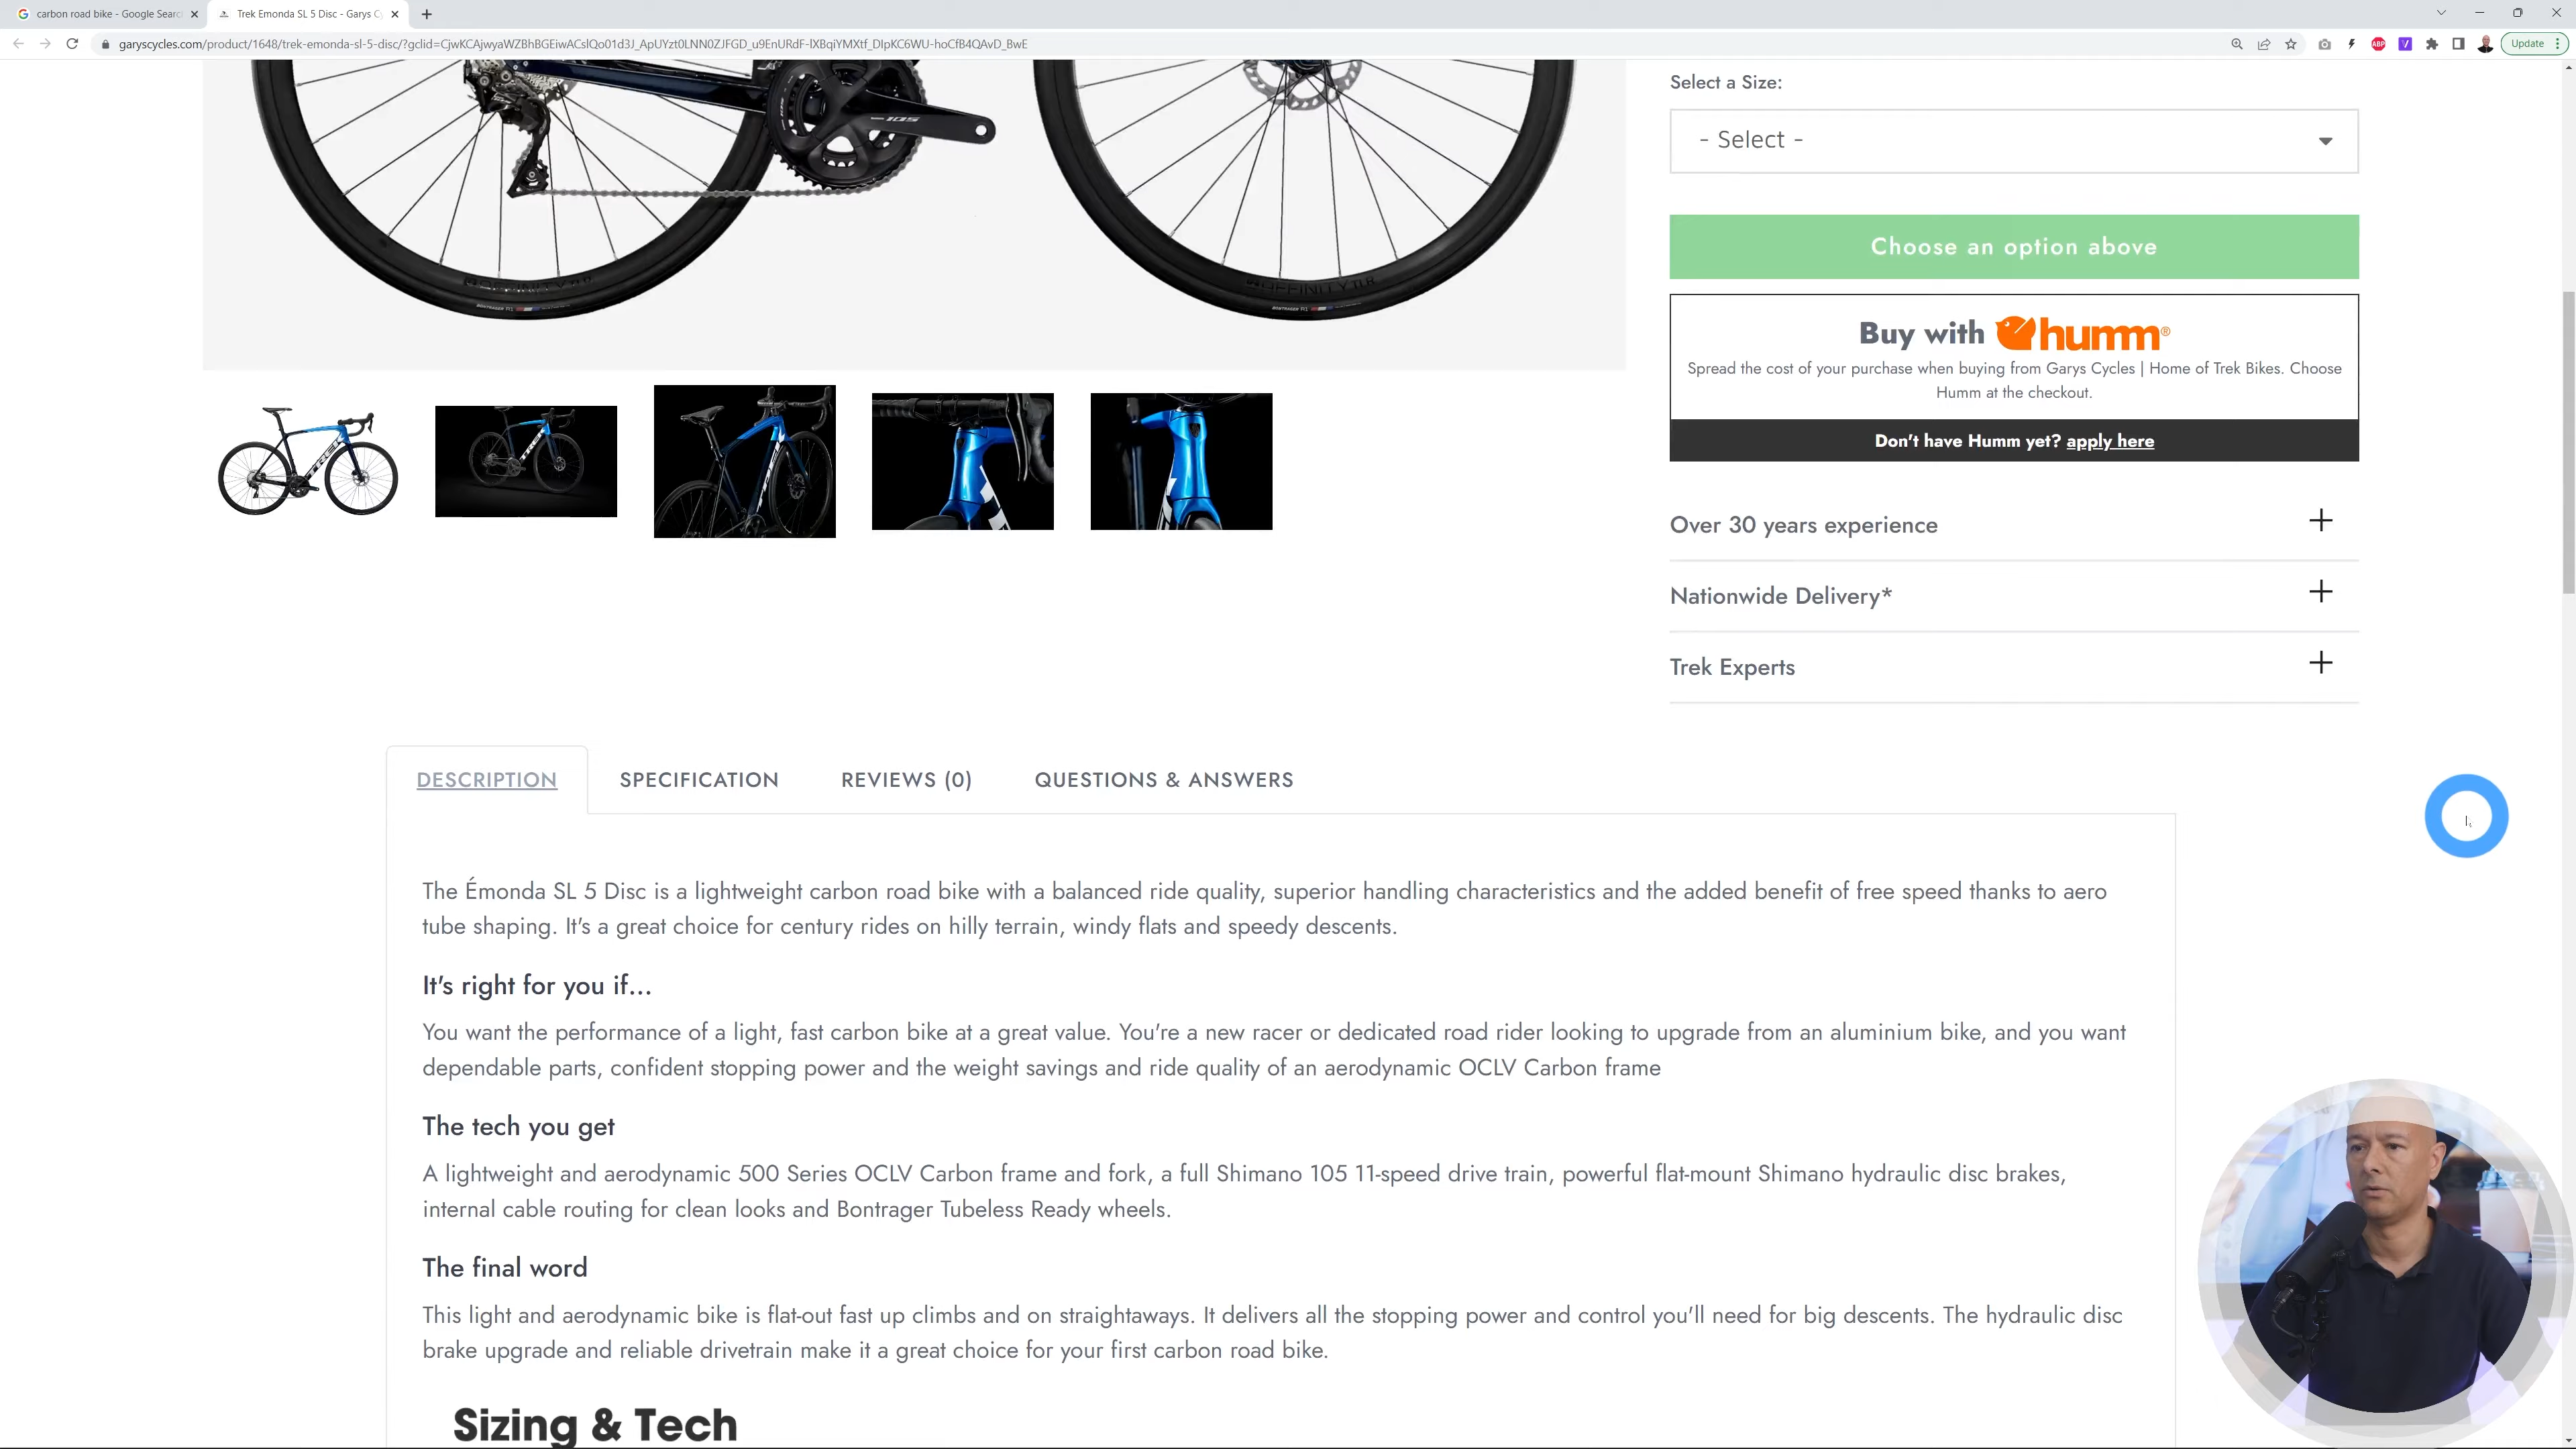 carbon road bike - Google Searc
Trek Emonda SL 5 Disc - Garys C
garyscycles.com/product/1648/trek-emonda-sl-5-disc/?gclid=CjwKCAjwyaWZBhBGEiwACslQo01d3J_ApUYzt0LNN0ZJFGD_u9EnURdF-lXBqiYMXtf_DIpKC6WU-hoCfB4QAvD_BwE
ABP
Update
Select a Size:
- Select -
105
Choose an option above
Buy with humm®
Spread the cost of your purchase when buying from Garys Cycles | Home of Trek Bikes. Choose
Humm at the checkout.
Don't have Humm yet? apply here
Over 30 years experience
Nationwide Delivery*
Trek Experts
DESCRIPTION
SPECIFICATION
REVIEWS (0)
QUESTIONS & ANSWERS
The Émonda SL 5 Disc is a lightweight carbon road bike with a balanced ride quality, superior handling characteristics and the added benefit of free speed thanks to aero
tube shaping. It's a great choice for century rides on hilly terrain, windy flats and speedy descents.
It's right for you if...
You want the performance of a light, fast carbon bike at a great value. You're a new racer or dedicated road rider looking to upgrade from an aluminium bike, and you want
dependable parts, confident stopping power and the weight savings and ride quality of an aerodynamic OCLV Carbon frame
The tech you get
A lightweight and aerodynamic 500 Series OCLV Carbon frame and fork, a full Shimano 105 11-speed drive train, powerful flat-mount Shimano hydraulic disc brakes,
internal cable routing for clean looks and Bontrager Tubeless Ready wheels.
The final word
This light and aerodynamic bike is flat-out fast up climbs and on straightaways. It delivers all the stopping power and control you'll need for big descents. The hydraulic disc
brake upgrade and reliable drivetrain make it a great choice for your first carbon road bike.
Sizing & Tech